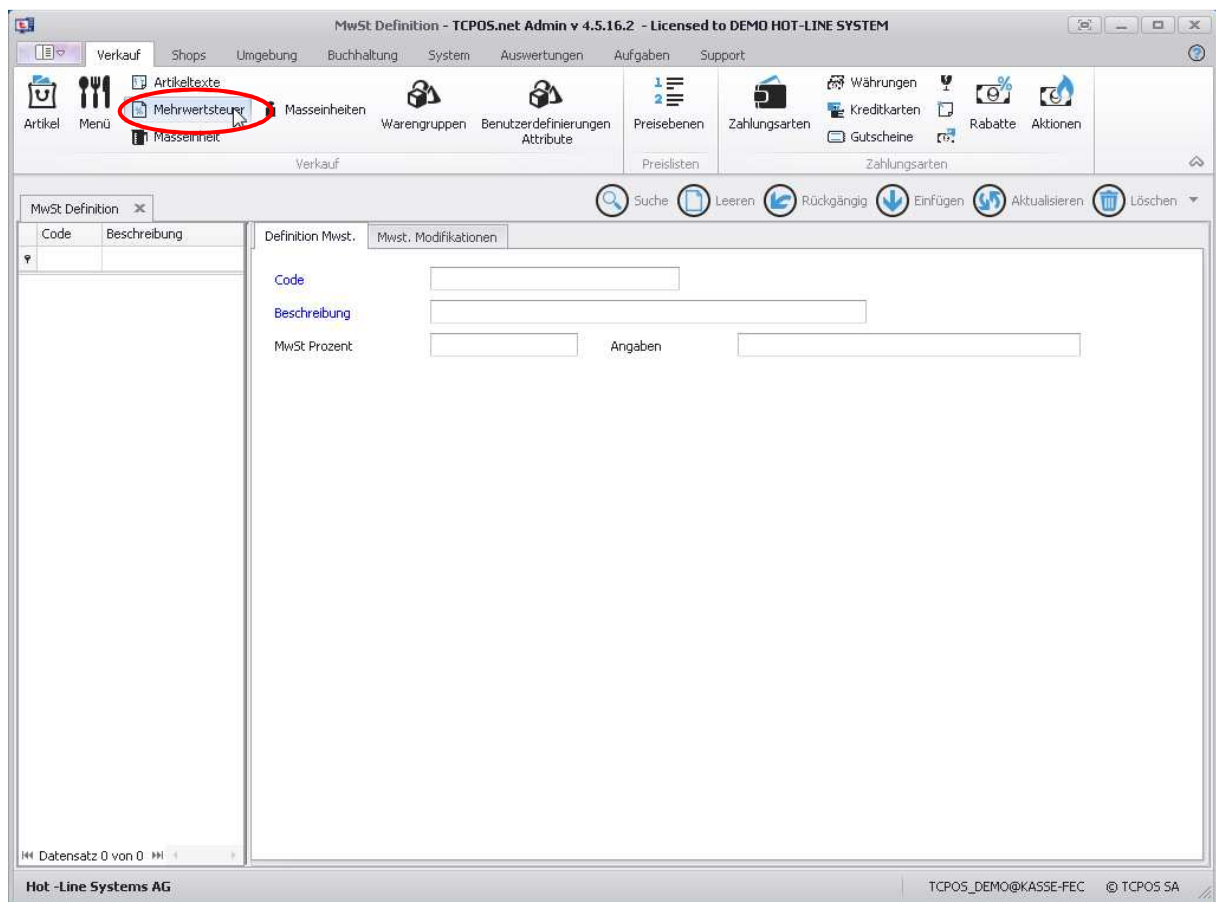 MwSt Definition - TCPOS.net Admin v 4.5.16.2 - Licensed to DEMO HOT-LINE SYSTEM
Verkauf Shops Umgebung Buchhaltung System Auswertungen Aufgaben Support
Artikel
Menü
Artikeltexte
Mehrwertsteuer
Masseinheit
Masseinheiten
Warengruppen
Benutzerdefinierungen
Attribute
Preisebenen
Zahlungsarten
Währungen
Kreditkarten
Gutscheine
Rabatte
Aktionen
Verkauf
Preislisten
Zahlungsarten
MwSt Definition
Suche Leeren Rückgängig Einfügen Aktualisieren Löschen
Code Beschreibung
Definition Mwst. Mwst. Modifikationen
Code
Beschreibung
MwSt Prozent Angaben
Datensatz 0 von 0
Hot -Line Systems AG
TCPOS_DEMO@KASSE-FEC © TCPOS SA